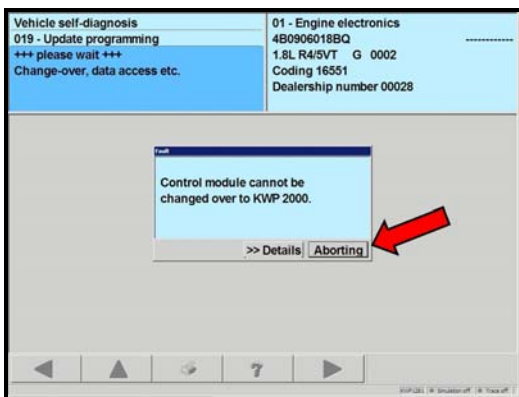 Vehicle self-diagnosis
019 - Update programming
+++ please wait +++
Change-over, data access etc.
01 - Engine electronics
4B0906018BQ ------------
1.8L R4/5VT G 0002
Coding 16551
Dealership number 00028
Fault
Control module cannot be
changed over to KWP 2000.
>> Details Aborting
?